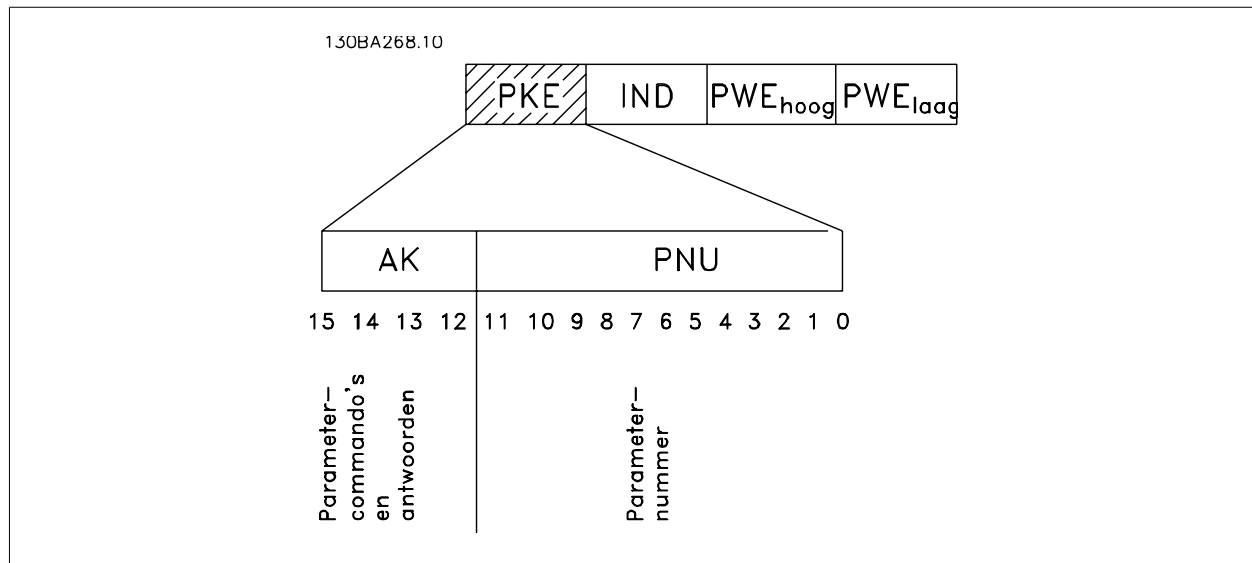 130BA268.10
PKE IND PWEhoog PWElaag
AK PNU
15 14 13 12 11 10 9 8 7 6 5 4 3 2 1 0
Parameter-
commando's
en
antwoorden
Parameter-
nummer